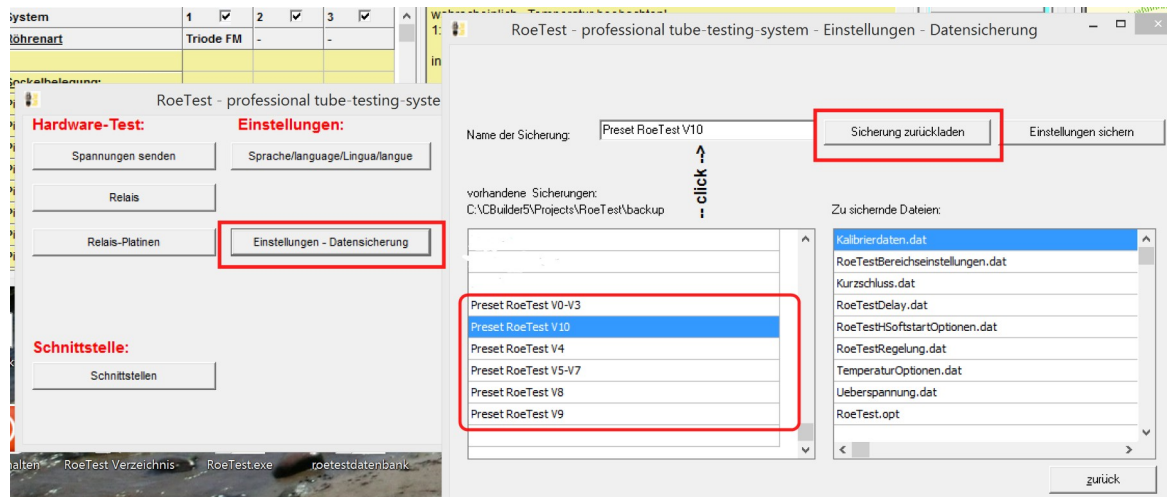 System 1 2 3
Röhrenart Triode FM - -
Sockelbelegung:
wahrscheinlich - Temperatur beobachten!
1:
in
RoeTest - professional tube-testing-syste
Hardware-Test:
Einstellungen:
Spannungen senden
Sprache/language/Lingua/langue
Relais
Relais-Platinen
Einstellungen - Datensicherung
Schnittstelle:
Schnittstellen
RoeTest Verzeichnis-
RoeTest.exe
roetestdatenbank
RoeTest - professional tube-testing-system - Einstellungen - Datensicherung
Name der Sicherung:
Preset RoeTest V10
Sicherung zurückladen
Einstellungen sichern
-- click -->
vorhandene Sicherungen:
C:\CBuilder5\Projects\RoeTest\backup
Preset RoeTest V0-V3
Preset RoeTest V10
Preset RoeTest V4
Preset RoeTest V5-V7
Preset RoeTest V8
Preset RoeTest V9
Zu sichernde Dateien:
Kalibrierdaten.dat
RoeTestBereichseinstellungen.dat
Kurzschluss.dat
RoeTestDelay.dat
RoeTestHSoftstartOptionen.dat
RoeTestRegelung.dat
TemperaturOptionen.dat
Ueberspannung.dat
RoeTest.opt
zurück